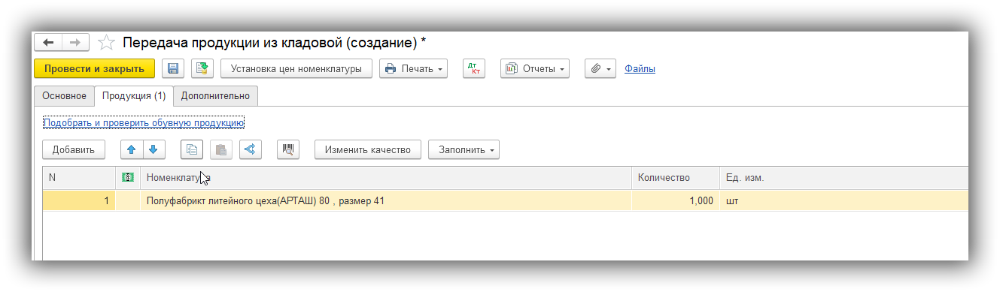 Передача продукции из кладовой (создание) *
Провести и закрыть Установка цен номенклатуры Печать Дт Кт Отчеты Файлы
Основное Продукция (1) Дополнительно
Подобрать и проверить обувную продукцию
Добавить Изменить качество Заполнить
N Номенклатура Количество Ед. изм.
1 Полуфабрикт литейного цеха(АРТАШ) 80 , размер 41 1,000 шт